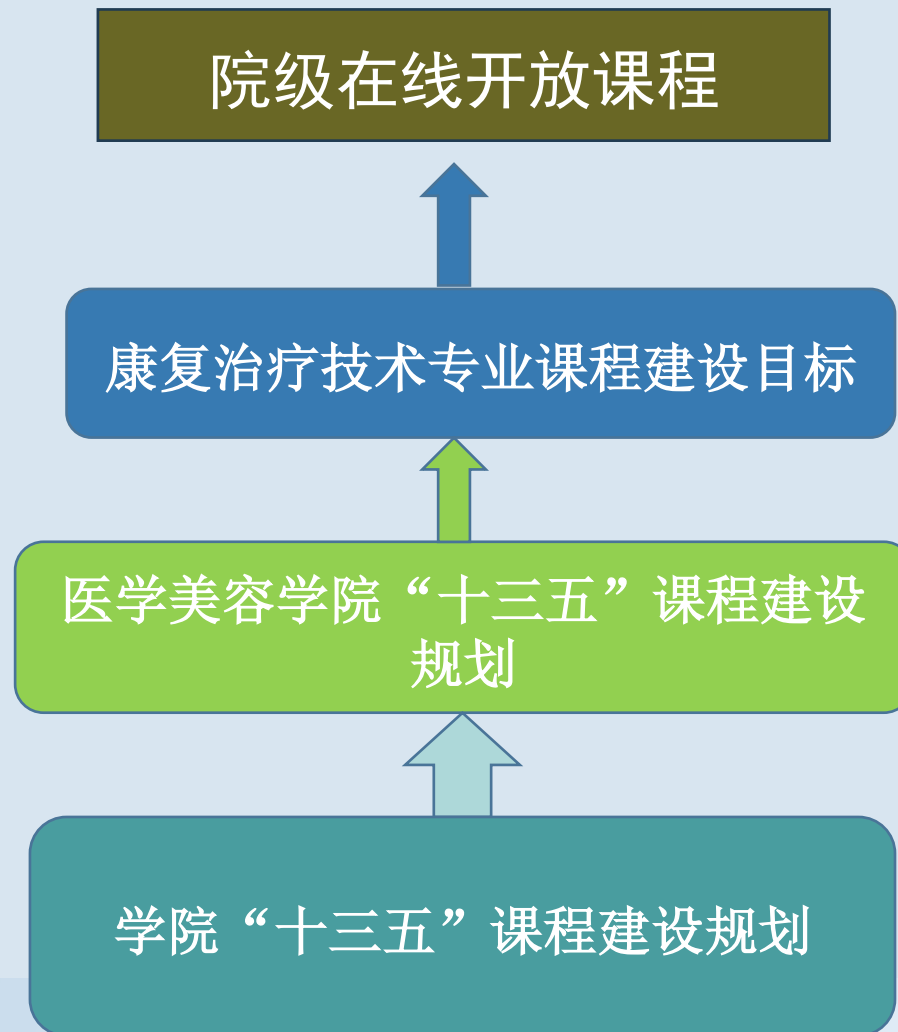 院级在线开放课程
康复治疗技术专业课程建设目标
医学美容学院“十三五”课程建设
规划
学院“十三五”课程建设规划